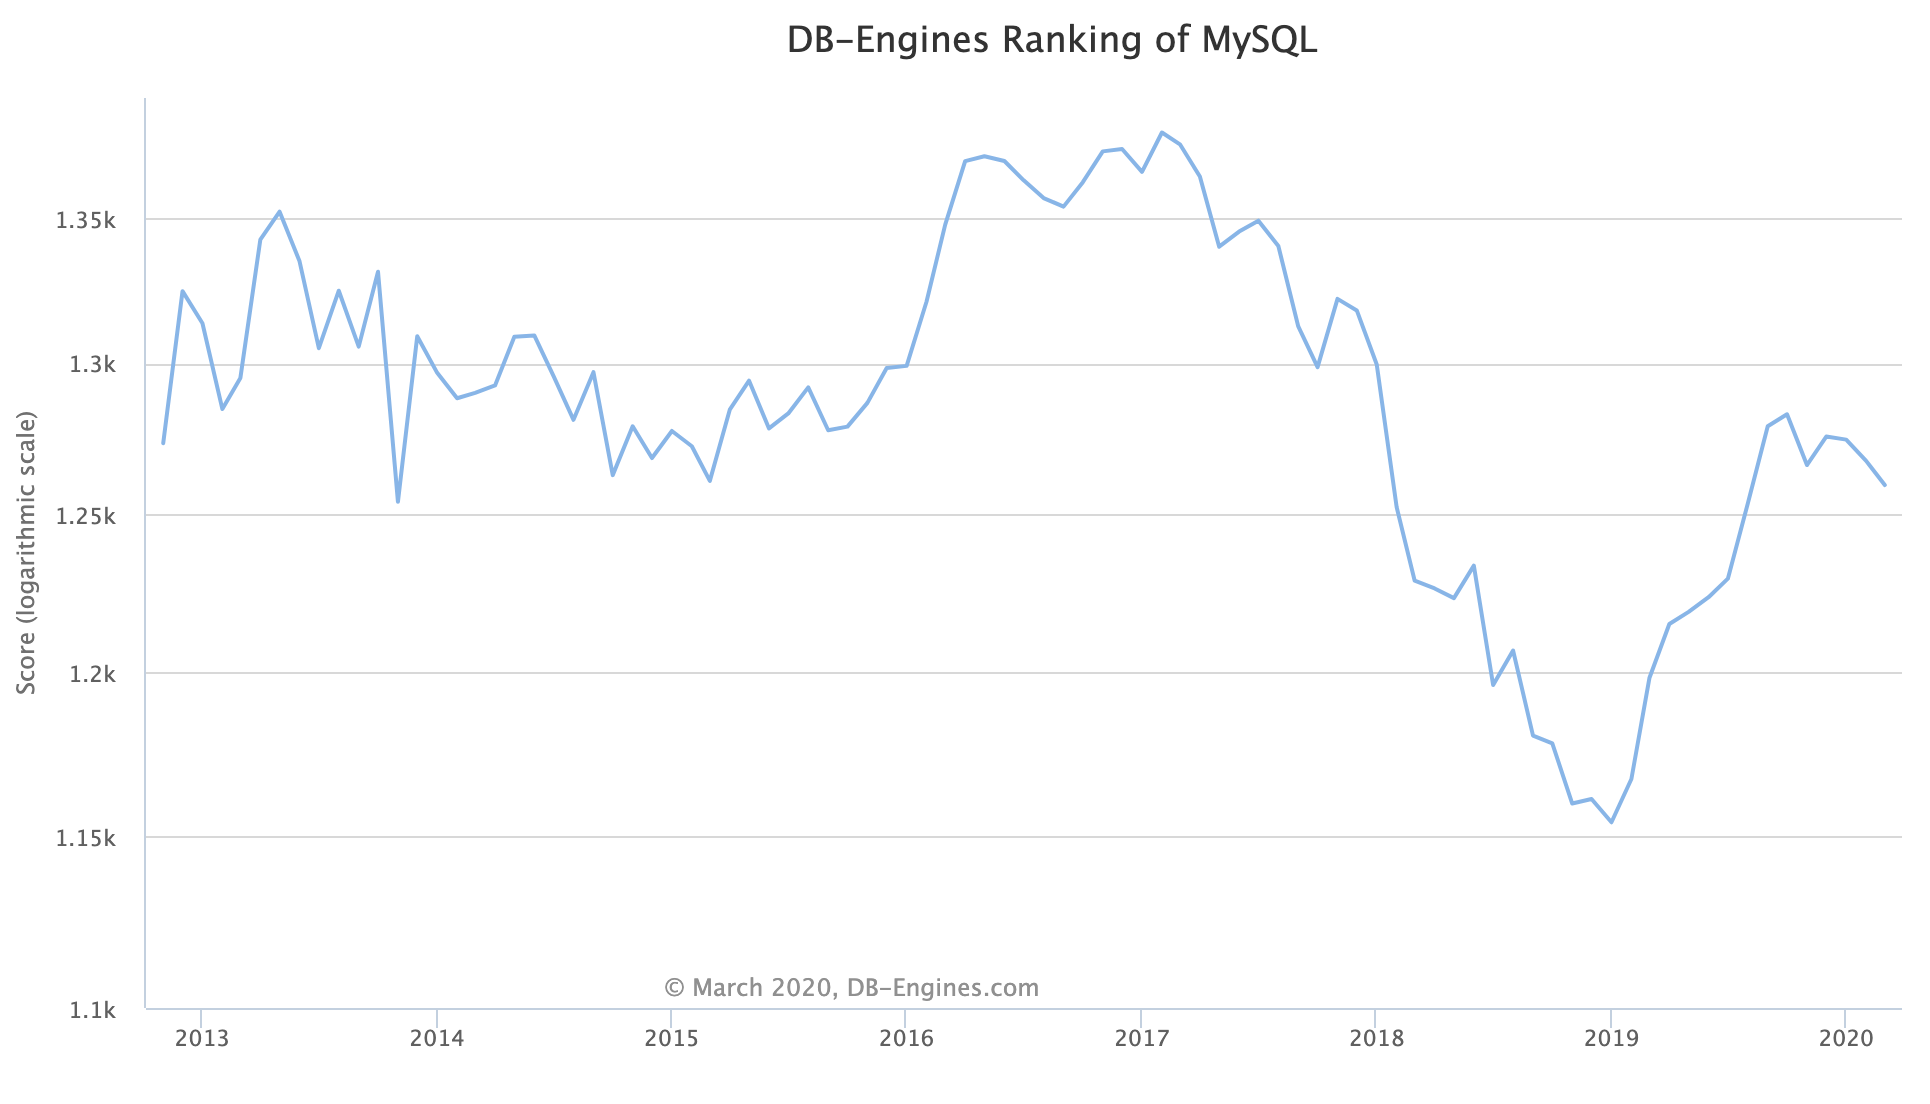 DB-Engines Ranking of MySQL
Score (logarithmic scale)
1.35k
1.3k
1.25k
1.2k
1.15k
1.1k
© March 2020, DB-Engines.com
2013 2014 2015 2016 2017 2018 2019 2020